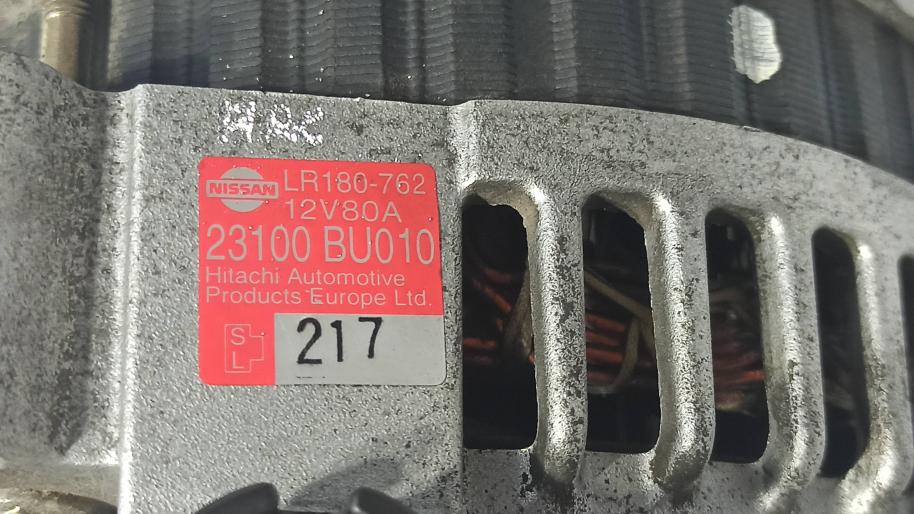 NISSAN LR180-762
12V80A
23100 BU010
Hitachi Automotive
Products Europe Ltd.
S
L
217